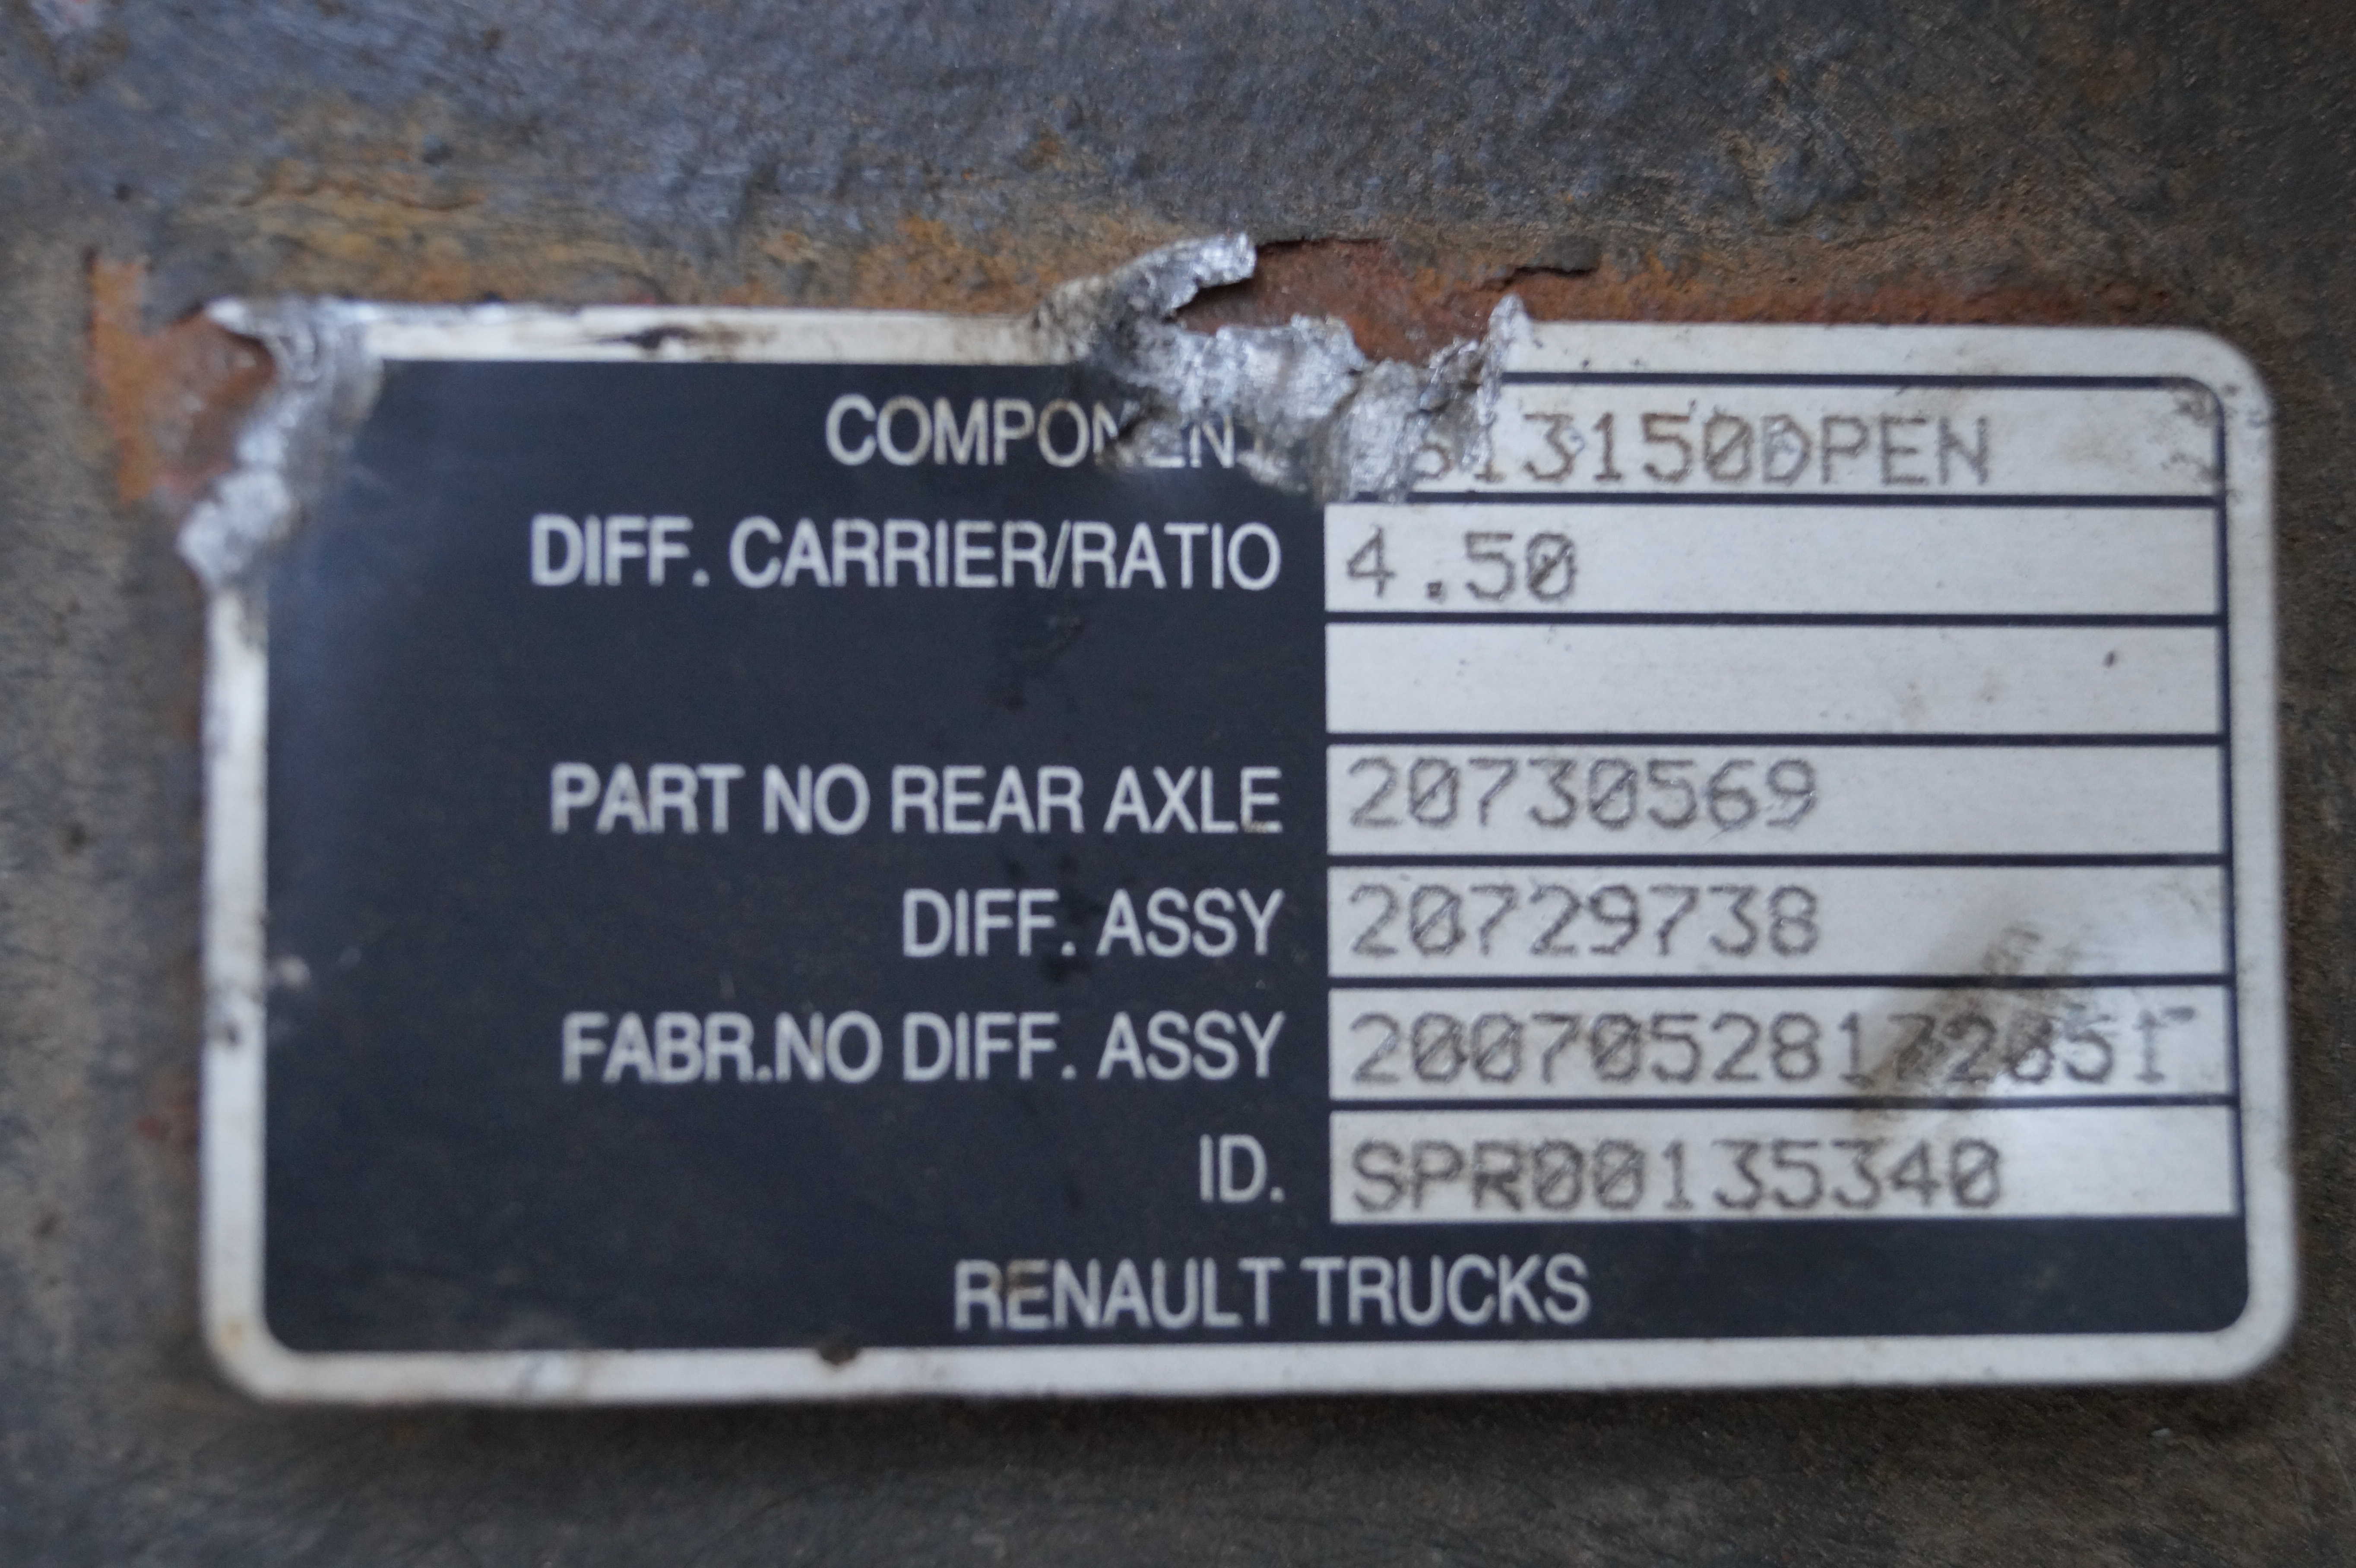 COMPONENT
DIFF. CARRIER/RATIO 4.50
PART NO REAR AXLE 20730569
DIFF. ASSY 20729738
FABR.NO DIFF. ASSY
ID. SPR00135340
RENAULT TRUCKS